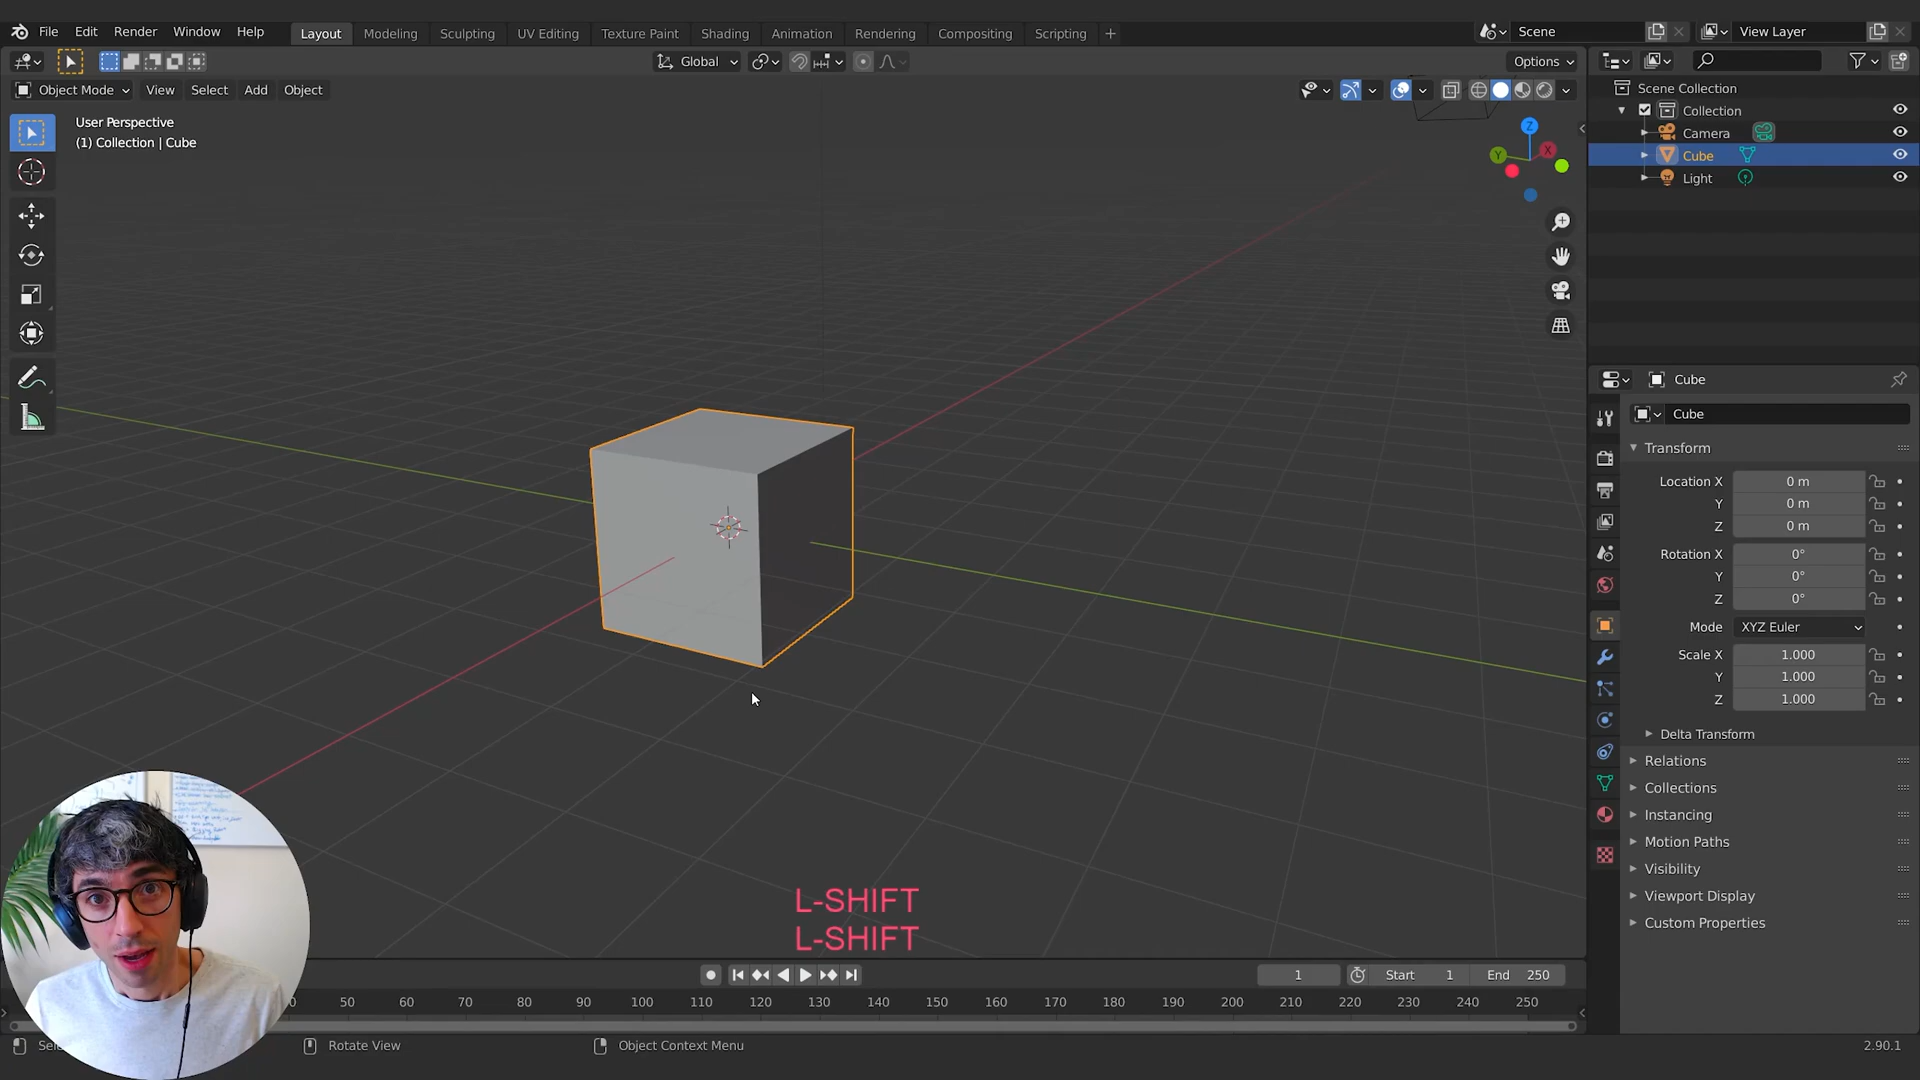 File Edit Render Window Help Layout Modeling Sculpting UV Editing Texture Paint Shading Animation Rendering Compositing Scripting + Scene View Layer
Global Options
Object Mode View Select Add Object
User Perspective
(1) Collection | Cube
Z
Y
X
Scene Collection
Collection
Camera
Cube
Light
Cube
Cube
Transform
Location X 0 m
Y 0 m
Z 0 m
Rotation X 0°
Y 0°
Z 0°
Mode XYZ Euler
Scale X 1.000
Y 1.000
Z 1.000
Delta Transform
Relations
Collections
Instancing
Motion Paths
Visibility
Viewport Display
Custom Properties
L-SHIFT
L-SHIFT
1 Start 1 End 250
50 60 70 80 90 100 110 120 130 140 150 160 170 180 190 200 210 220 230 240 250
Rotate View Object Context Menu 2.90.1